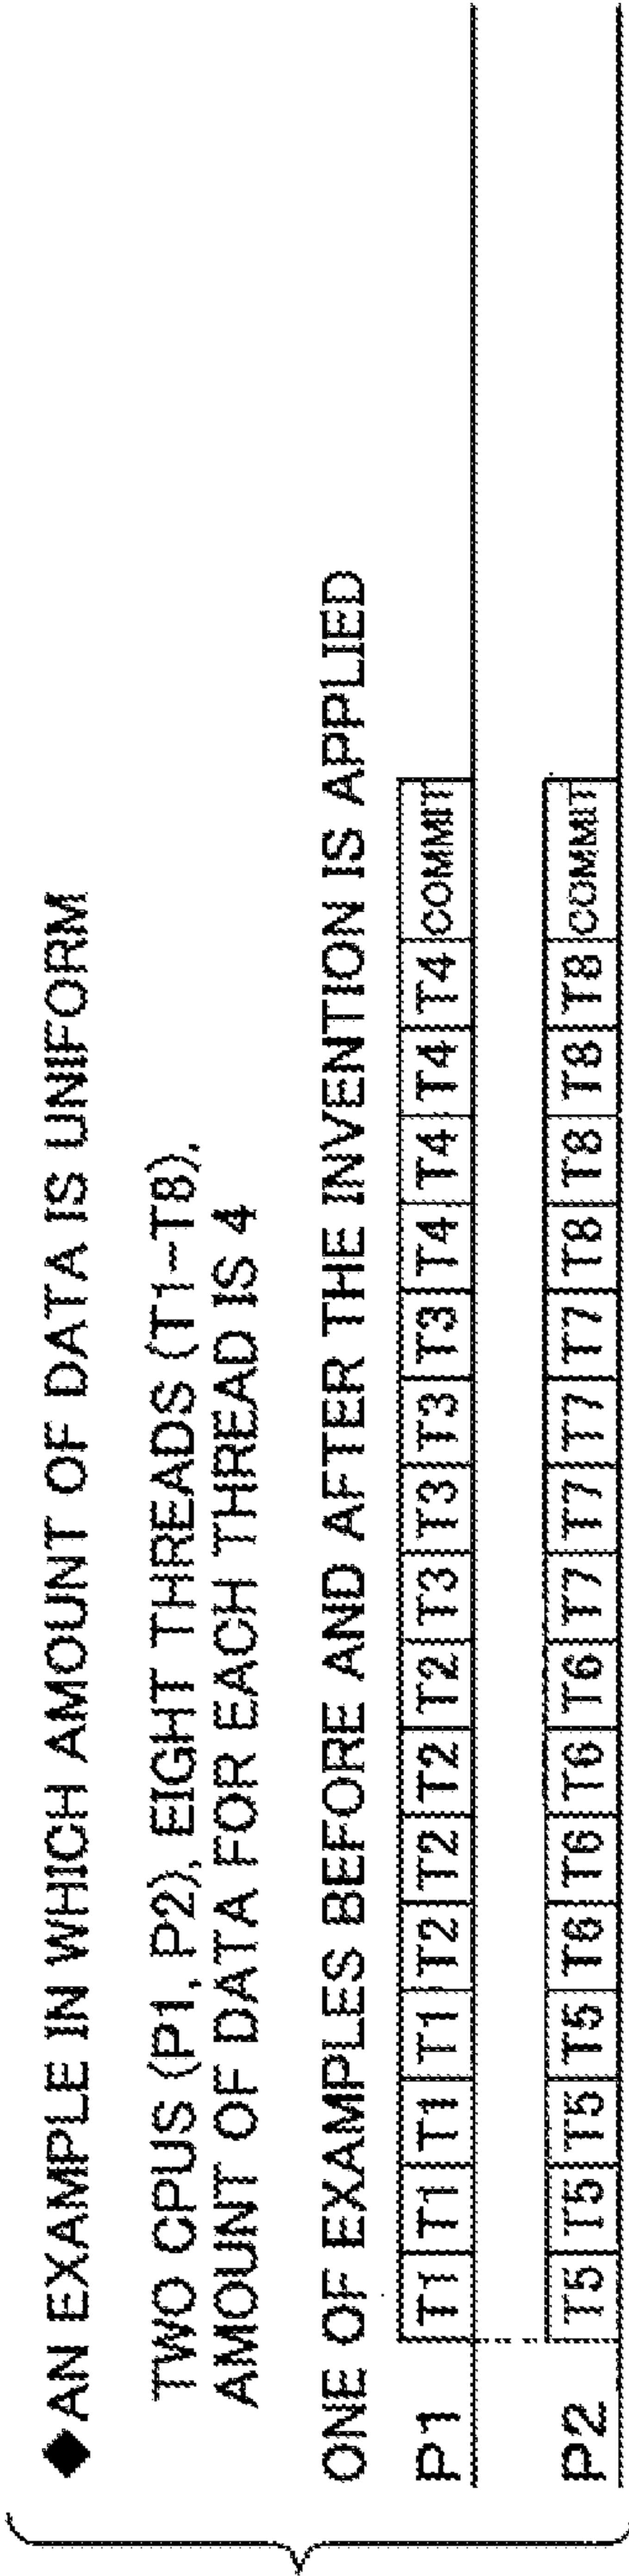 ◆AN EXAMPLE IN WHICH AMOUNT OF DATA IS UNIFORM
TWO CPUS (P1, P2), EIGHT THREADS (T1-T8),
AMOUNT OF DATA FOR EACH THREAD IS 4
ONE OF EXAMPLES BEFORE AND AFTER THE INVENTION IS APPLIED
P1 T1 T1 T1 T1 T2 T2 T2 T2 T3 T3 T3 T3 T4 T4 T4 T4 COMMIT
P2 T5 T5 T5 T5 T6 T6 T6 T6 T7 T7 T7 T7 T8 T8 T8 T8 COMMIT